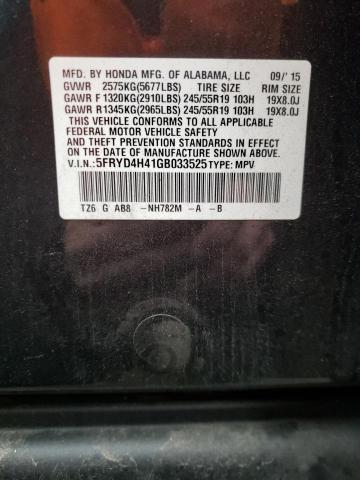 MFD. BY HONDA MFG. OF ALABAMA, LLC 09/'15
GVWR 2575KG(5677LBS) TIRE SIZE RIM SIZE
GAWR F 1320KG(2910LBS) 245/55R19 103H 19X8.0J
GAWR R 1345KG(2965LBS) 245/55R19 103H 19X8.0J
THIS VEHICLE CONFORMS TO ALL APPLICABLE
FEDERAL MOTOR VEHICLE SAFETY
AND THEFT PREVENTION STANDARDS IN
EFFECT ON THE DATE OF MANUFACTURE
SHOWN ABOVE.
V.I.N.: 5FRYD4H41GB033525 TYPE: MPV
TZ6 G AB8 -NH782M -A -B